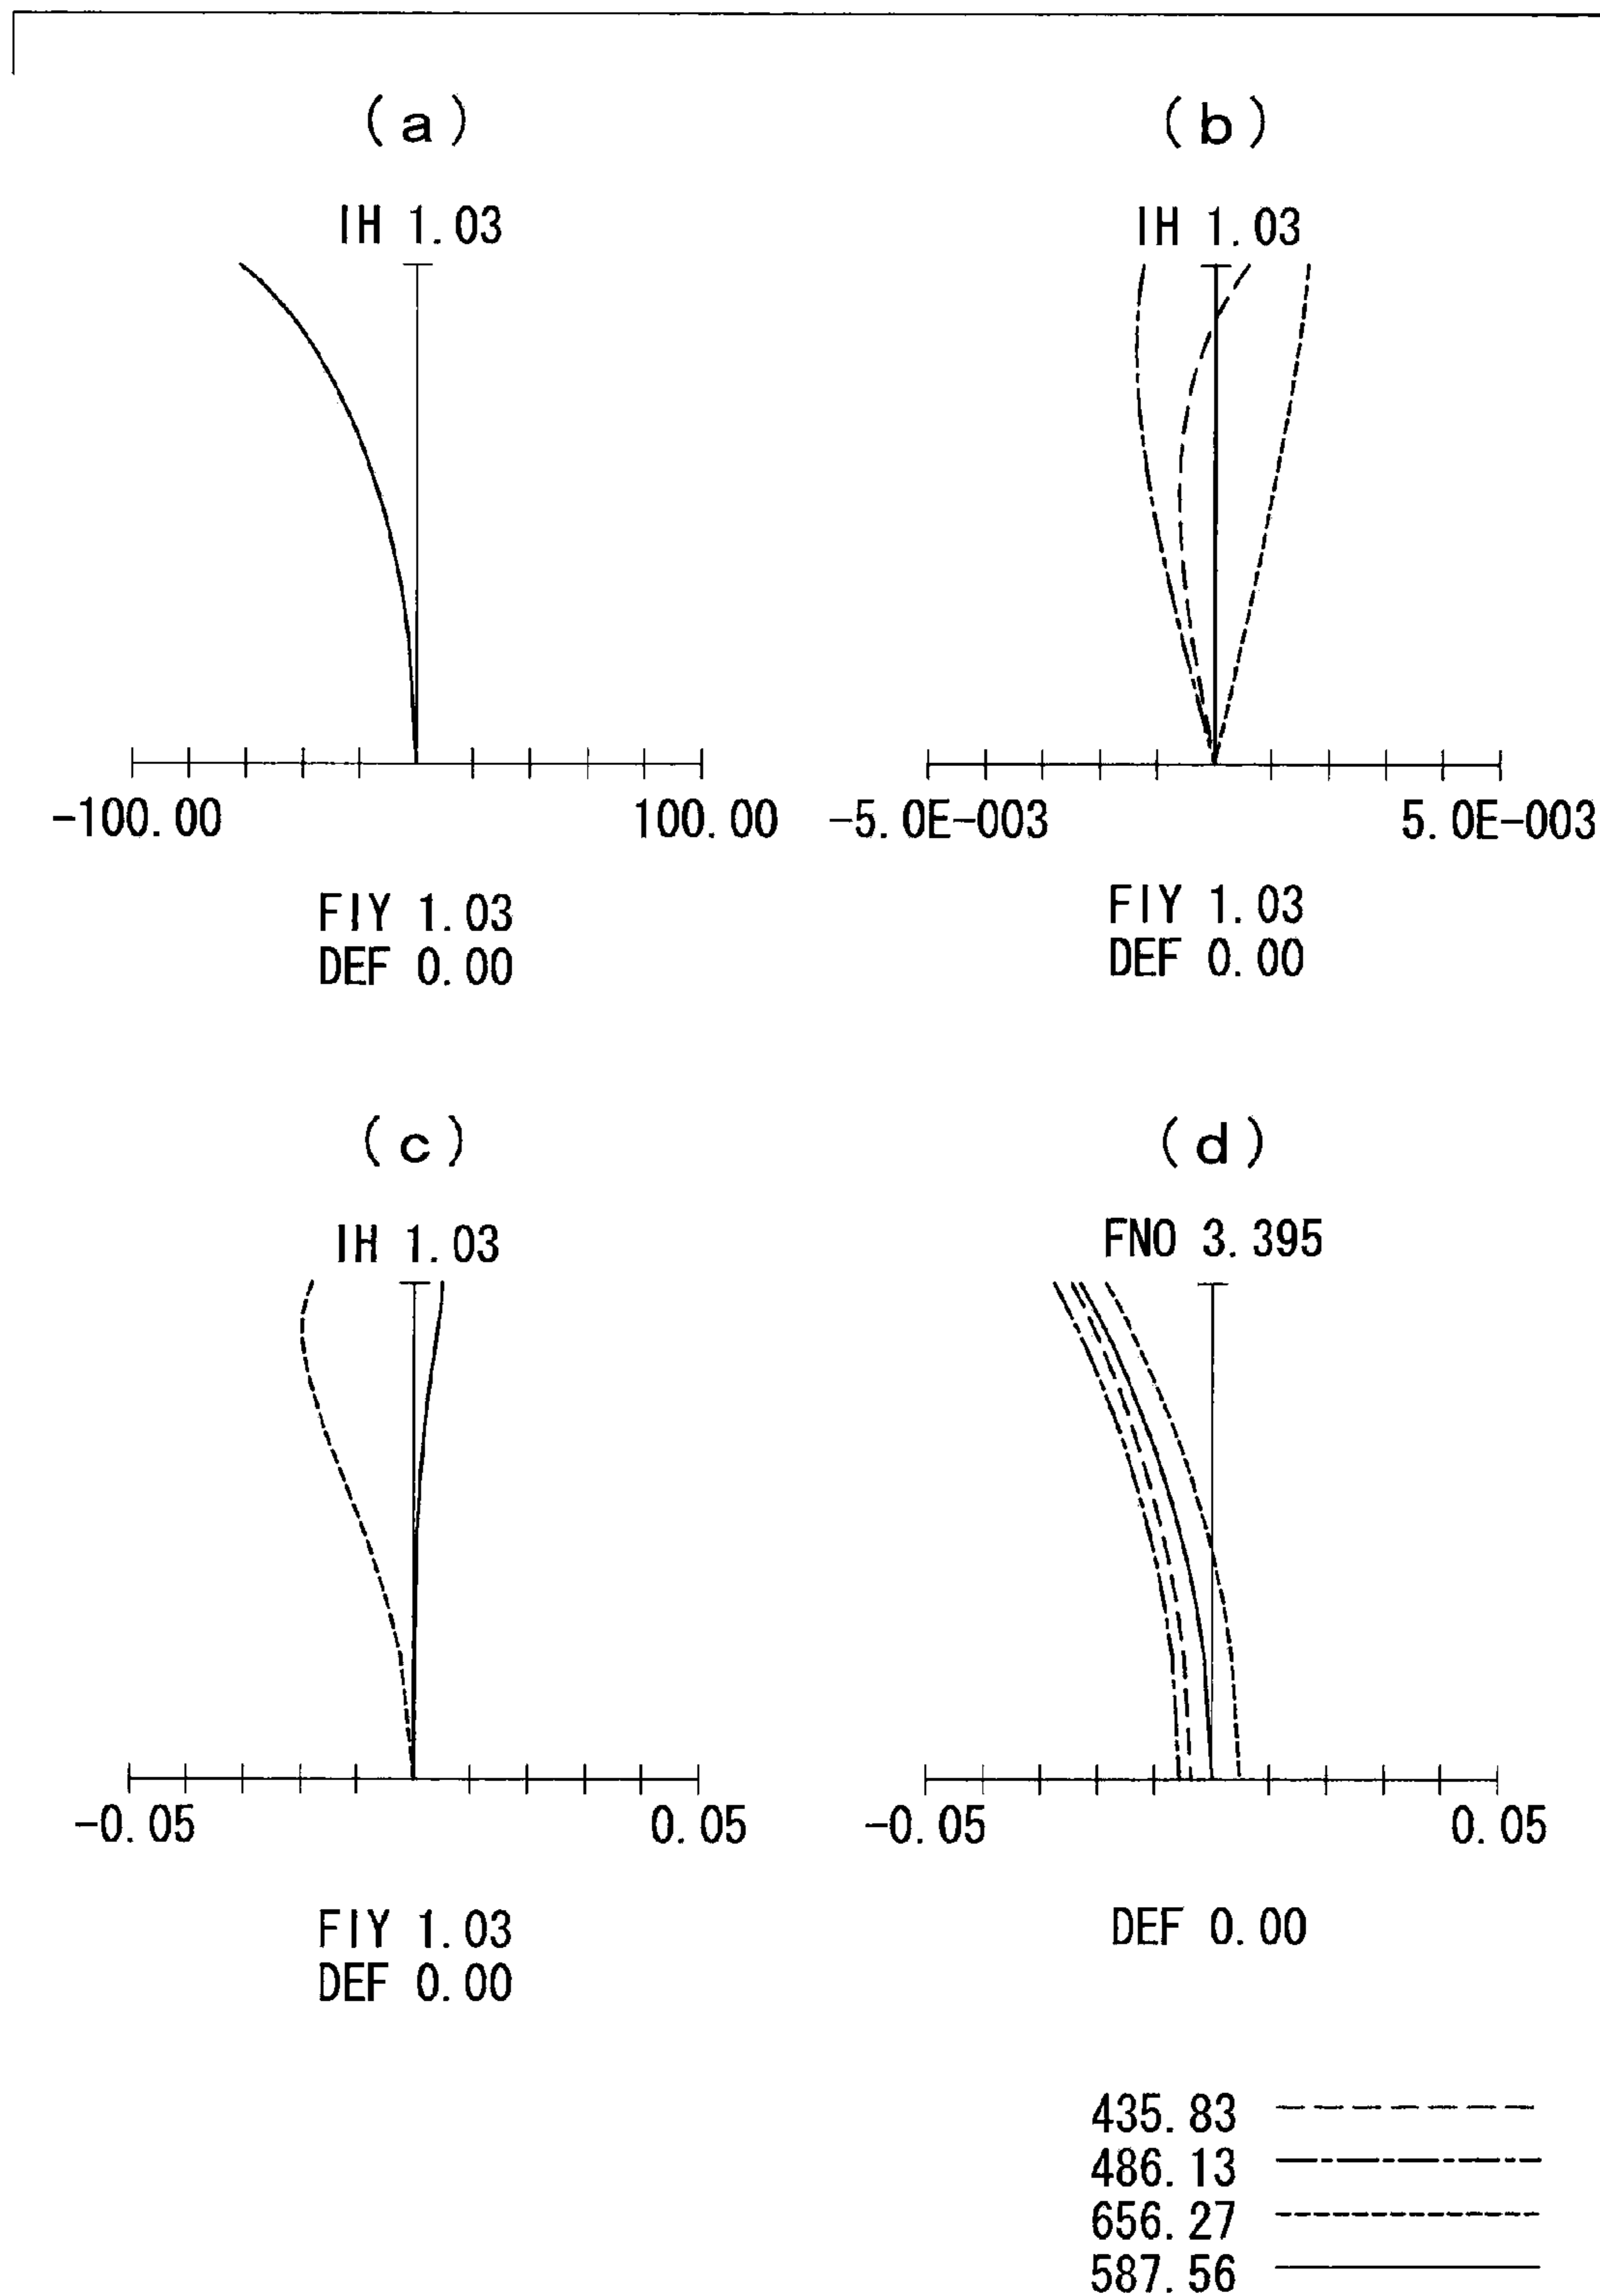 (a)
(b)
IH 1.03
IH 1.03
-100.00
100.00
-5.0E-003
5.0E-003
FIY 1.03
DEF 0.00
FIY 1.03
DEF 0.00
(c)
(d)
IH 1.03
FNO 3.395
-0.05
0.05
-0.05
0.05
FIY 1.03
DEF 0.00
DEF 0.00
435.83
486.13
656.27
587.56